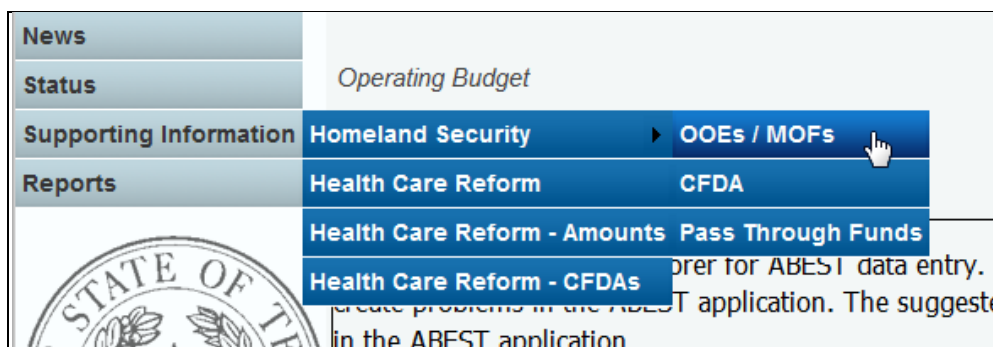 News
Status
Operating Budget
Supporting Information Homeland Security OOEs / MOFs
Reports Health Care Reform CFDA
Health Care Reform - Amounts Pass Through Funds
Health Care Reform - CFDAs
for ABEST data entry.
problems in the ABEST application. The
in the ABEST application
STATE OF